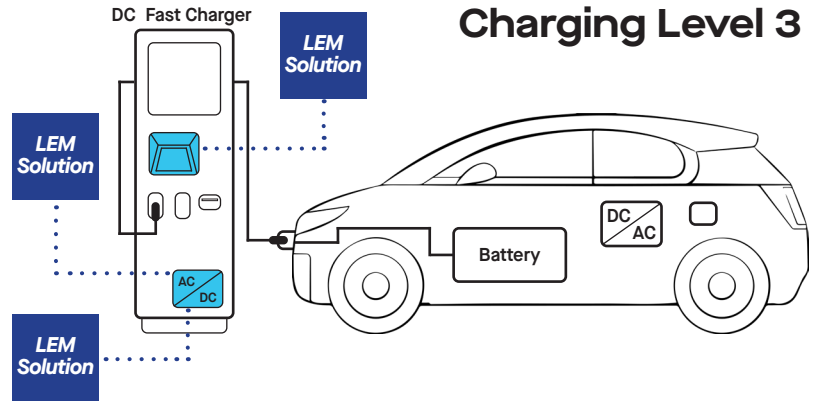 DC Fast Charger
Charging Level 3
LEM
Solution
LEM
Solution
DC
AC
Battery
AC
DC
LEM
Solution